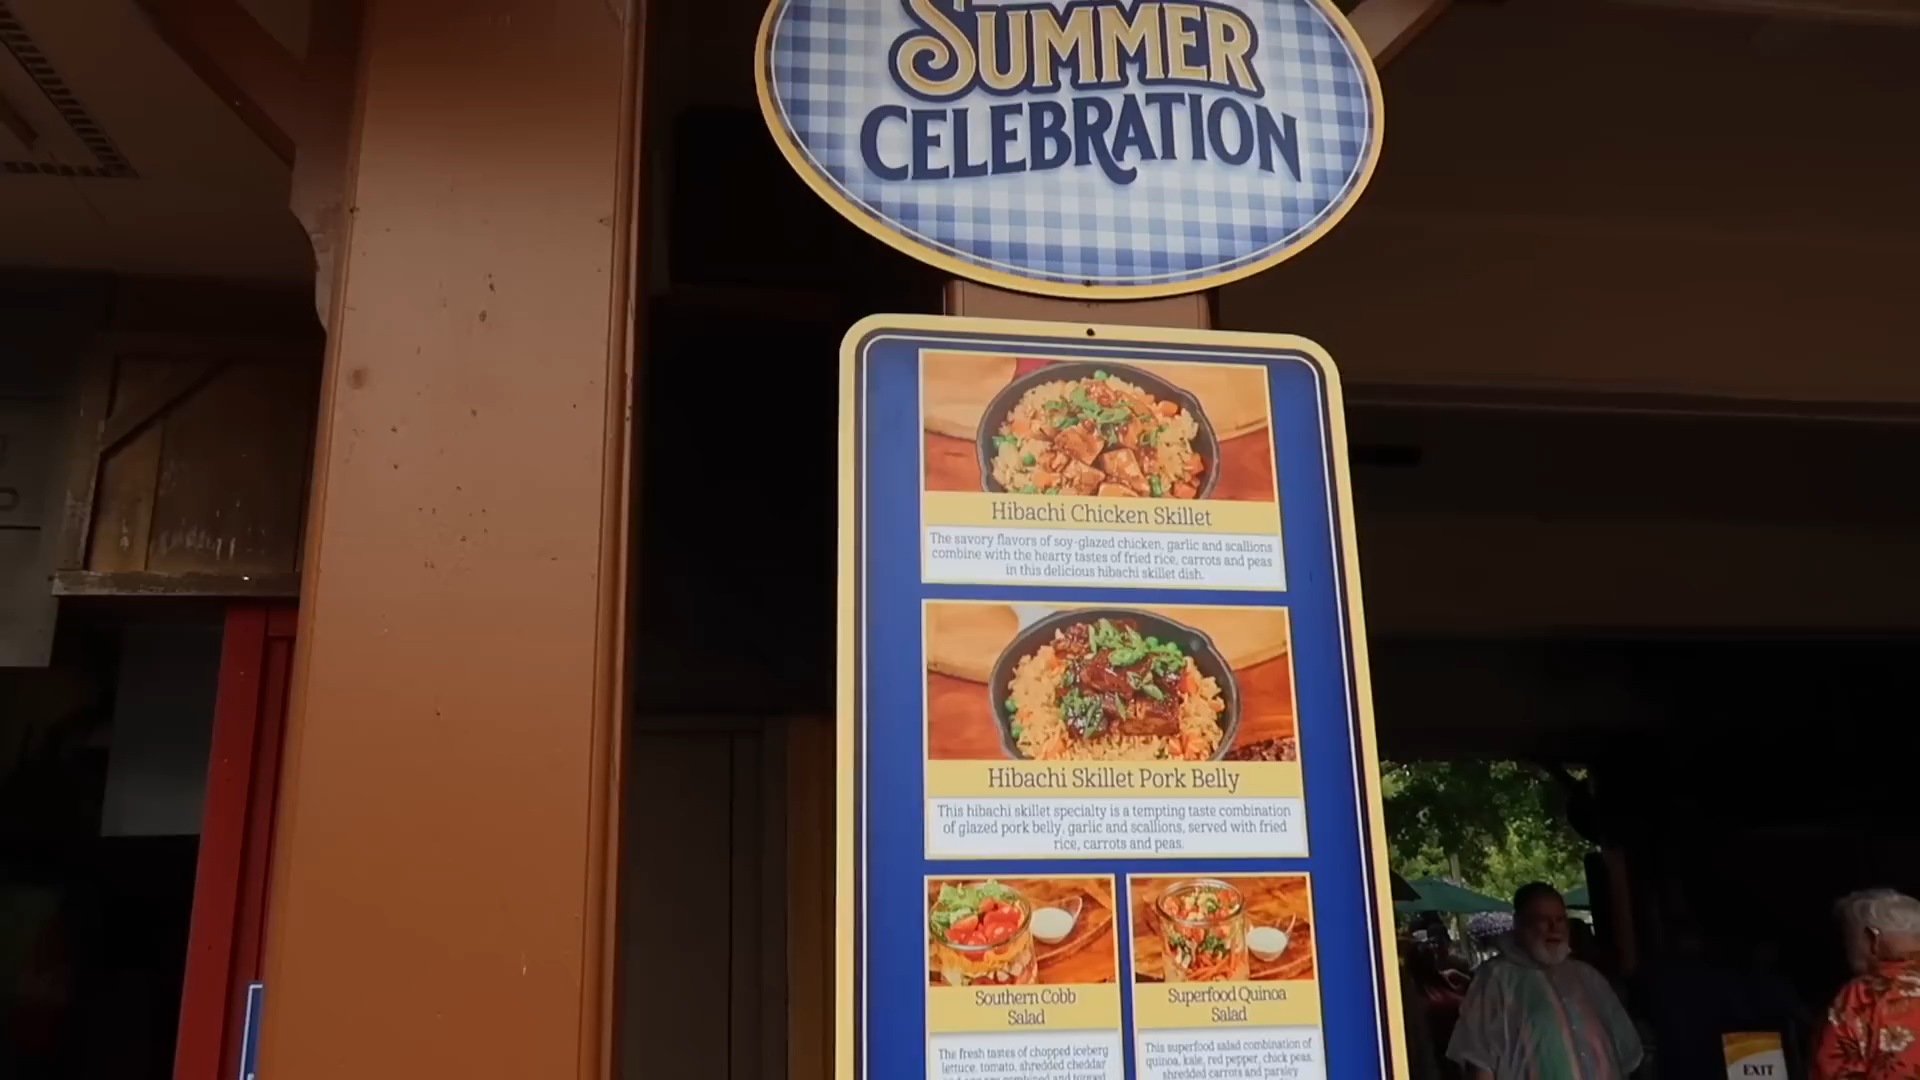 SUMMER
CELEBRATION
Hibachi Chicken Skillet
The savory flavors of soy-glazed chicken, garlic and scallions
combine with the hearty tastes of fried rice, carrots and peas
in this delicious hibachi skillet dish.
Hibachi Skillet Pork Belly
This hibachi skillet specialty is a tempting taste combination
of glazed pork belly, garlic and scallions, served with fried
rice, carrots and peas.
Southern Cobb
Salad
The fresh tastes of chopped iceberg
lettuce, tomato, shredded cheddar
Superfood Quinoa
Salad
This superfood salad combination of
quinoa, kale, red pepper, chick peas,
shredded carrots and parsley
EXIT